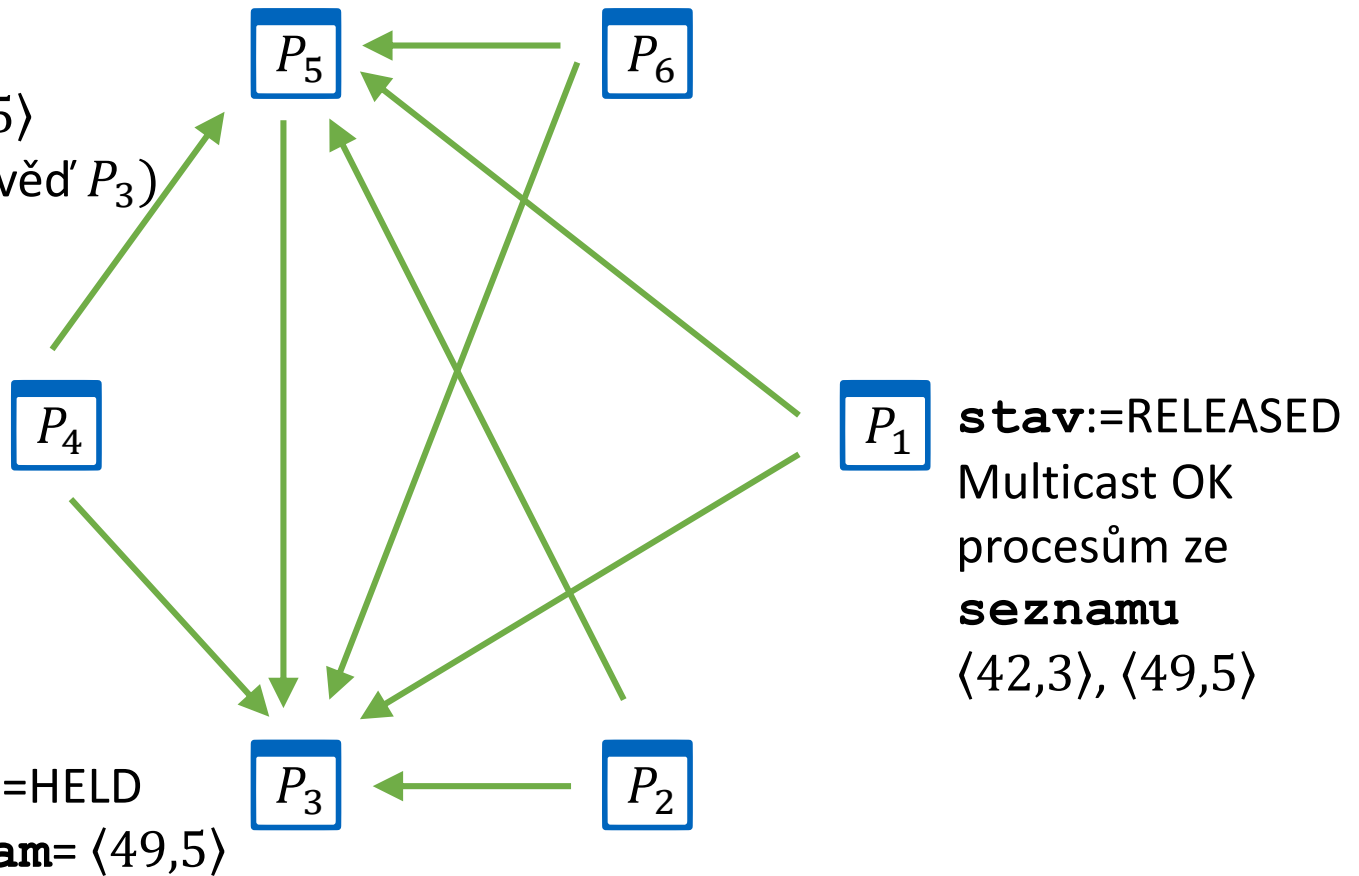 P₅
P₆
5⟩
věď P₃)
P₄
P₁
stav:=RELEASED
Multicast OK
procesům ze
seznamu
⟨42,3⟩, ⟨49,5⟩
P₃
P₂
=HELD
am= ⟨49,5⟩